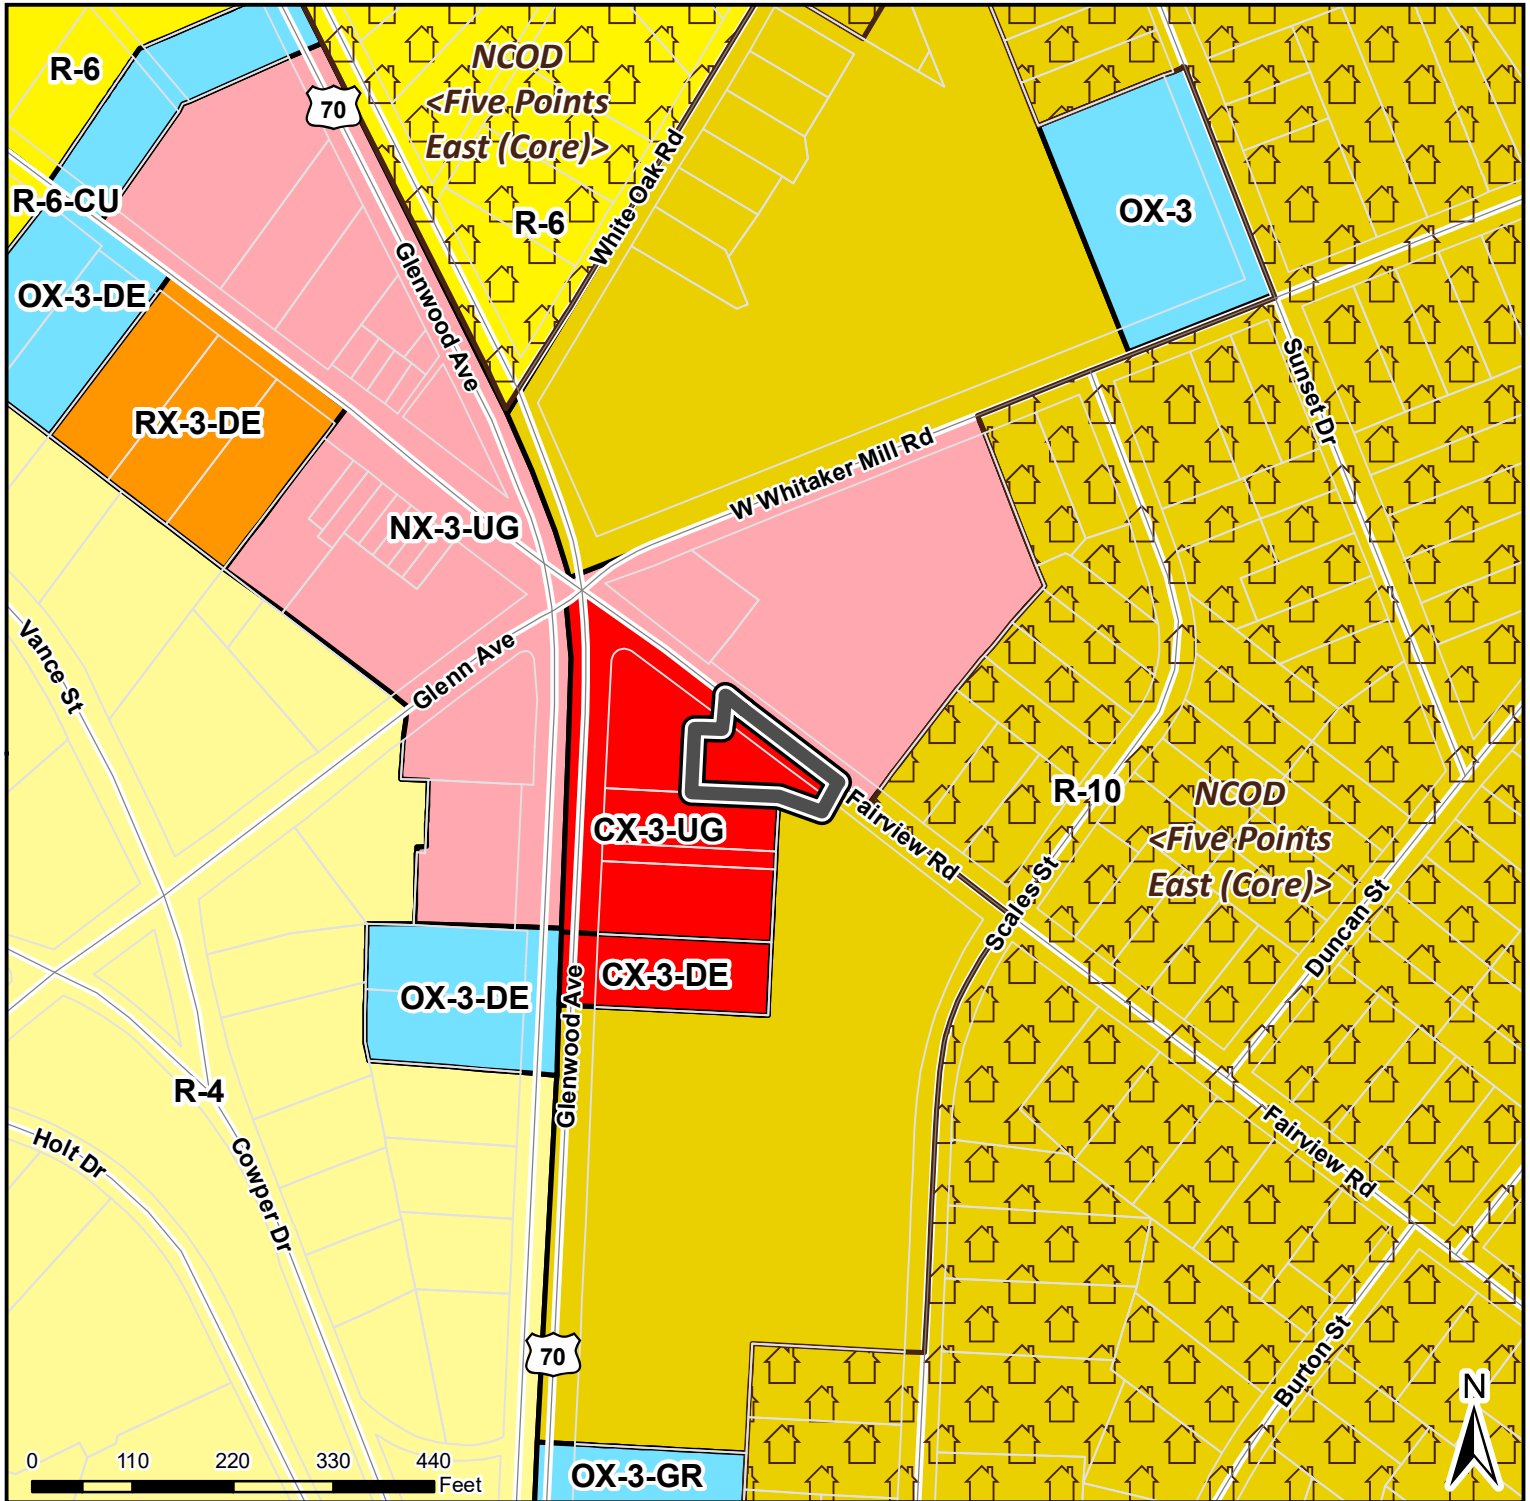 NCOD
<Five Points
East (Core)>
R-6
70
R-6-CU
R-6
White Oak Rd
OX-3
Glenwood Ave
OX-3-DE
RX-3-DE
Sunset Dr
W Whitaker Mill Rd
NX-3-UG
Vance St
Glenn Ave
R-10
NCOD
<Five Points
East (Core)>
CX-3-UG
Fairview Rd
Scales St
Duncan St
CX-3-DE
OX-3-DE
Glenwood Ave
R-4
Holt Dr
Cowper Dr
Fairview Rd
70
Burton St
N
0 110 220 330 440
Feet
OX-3-GR